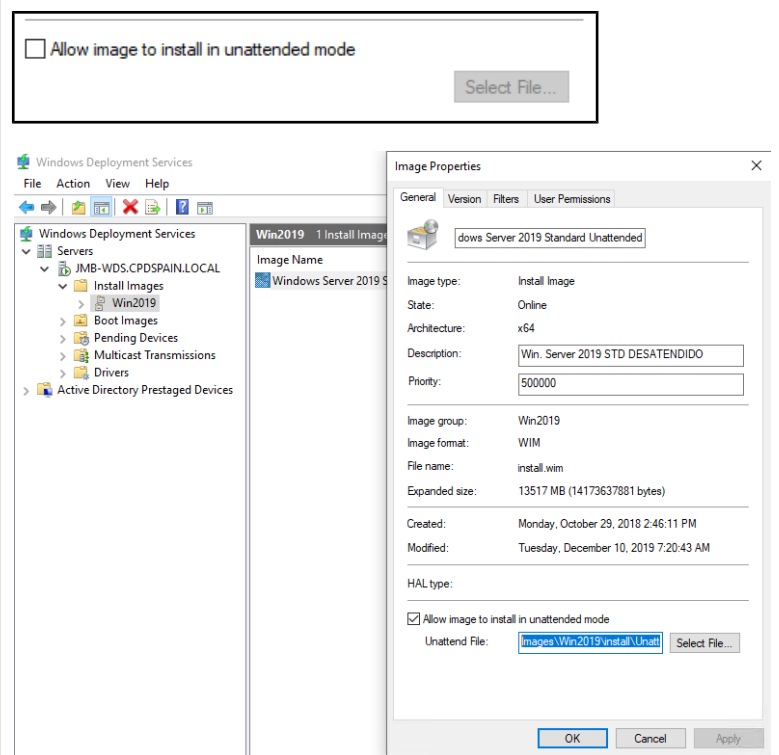 Allow image to install in unattended mode
Select File...
Windows Deployment Services
File Action View Help
Windows Deployment Services
Servers
JMB-WDS.CPDSPAIN.LOCAL
Install Images
Win2019
Boot Images
Pending Devices
Multicast Transmissions
Drivers
Active Directory Prestaged Devices
Win2019 1 Install Image
Image Name
Windows Server 2019 S
Image Properties
General Version Filters User Permissions
dows Server 2019 Standard Unattended
Image type: Install Image
State: Online
Architecture: x64
Description: Win. Server 2019 STD DESATENDIDO
Priority: 500000
Image group: Win2019
Image format: WIM
File name: install.wim
Expanded size: 13517 MB (14173637881 bytes)
Created: Monday, October 29, 2018 2:46:11 PM
Modified: Tuesday, December 10, 2019 7:20:43 AM
HAL type:
Allow image to install in unattended mode
Unattend File: Images\Win2019\install\Unatt Select File...
OK Cancel Apply